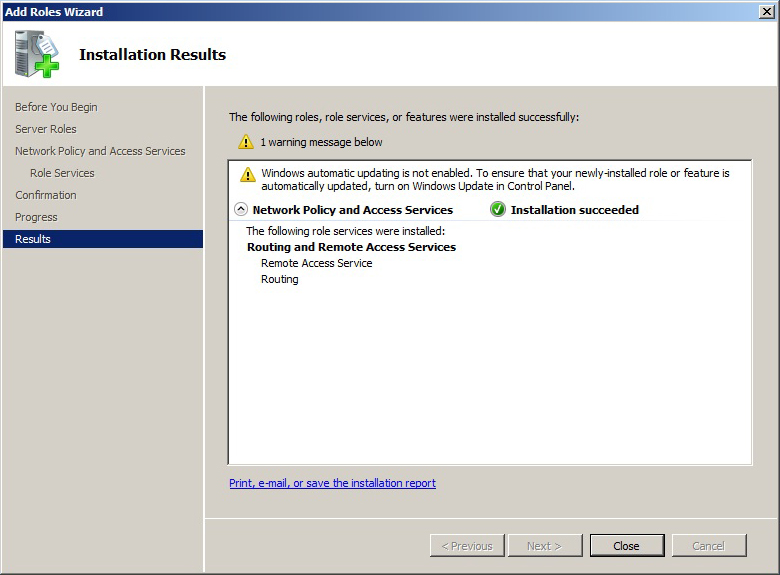 Add Roles Wizard
Installation Results
Before You Begin
Server Roles
Network Policy and Access Services
Role Services
Confirmation
Progress
Results
The following roles, role services, or features were installed successfully:
1 warning message below
Windows automatic updating is not enabled. To ensure that your newly-installed role or feature is
automatically updated, turn on Windows Update in Control Panel.
Network Policy and Access Services Installation succeeded
The following role services were installed:
Routing and Remote Access Services
Remote Access Service
Routing
Print, e-mail, or save the installation report
< Previous Next > Close Cancel